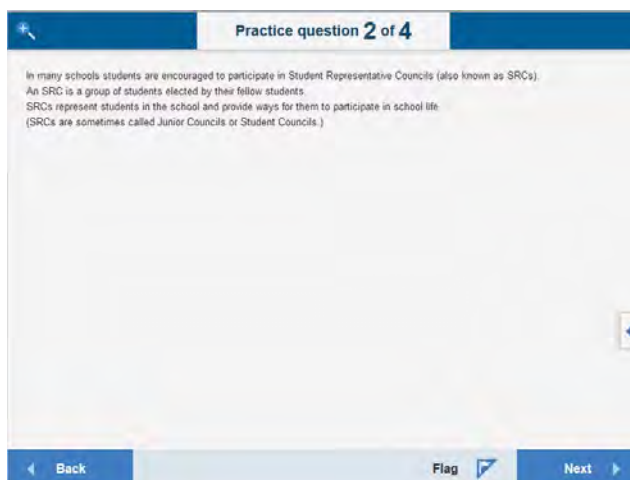 Practice question 2 of 4
In many schools students are encouraged to participate in Student Representative Councils (also known as SRCs).
An SRC is a group of students elected by their fellow students.
SRCs represent students in the school and provide ways for them to participate in school life.
(SRCs are sometimes called Junior Councils or Student Councils.)
Back
Flag
Next